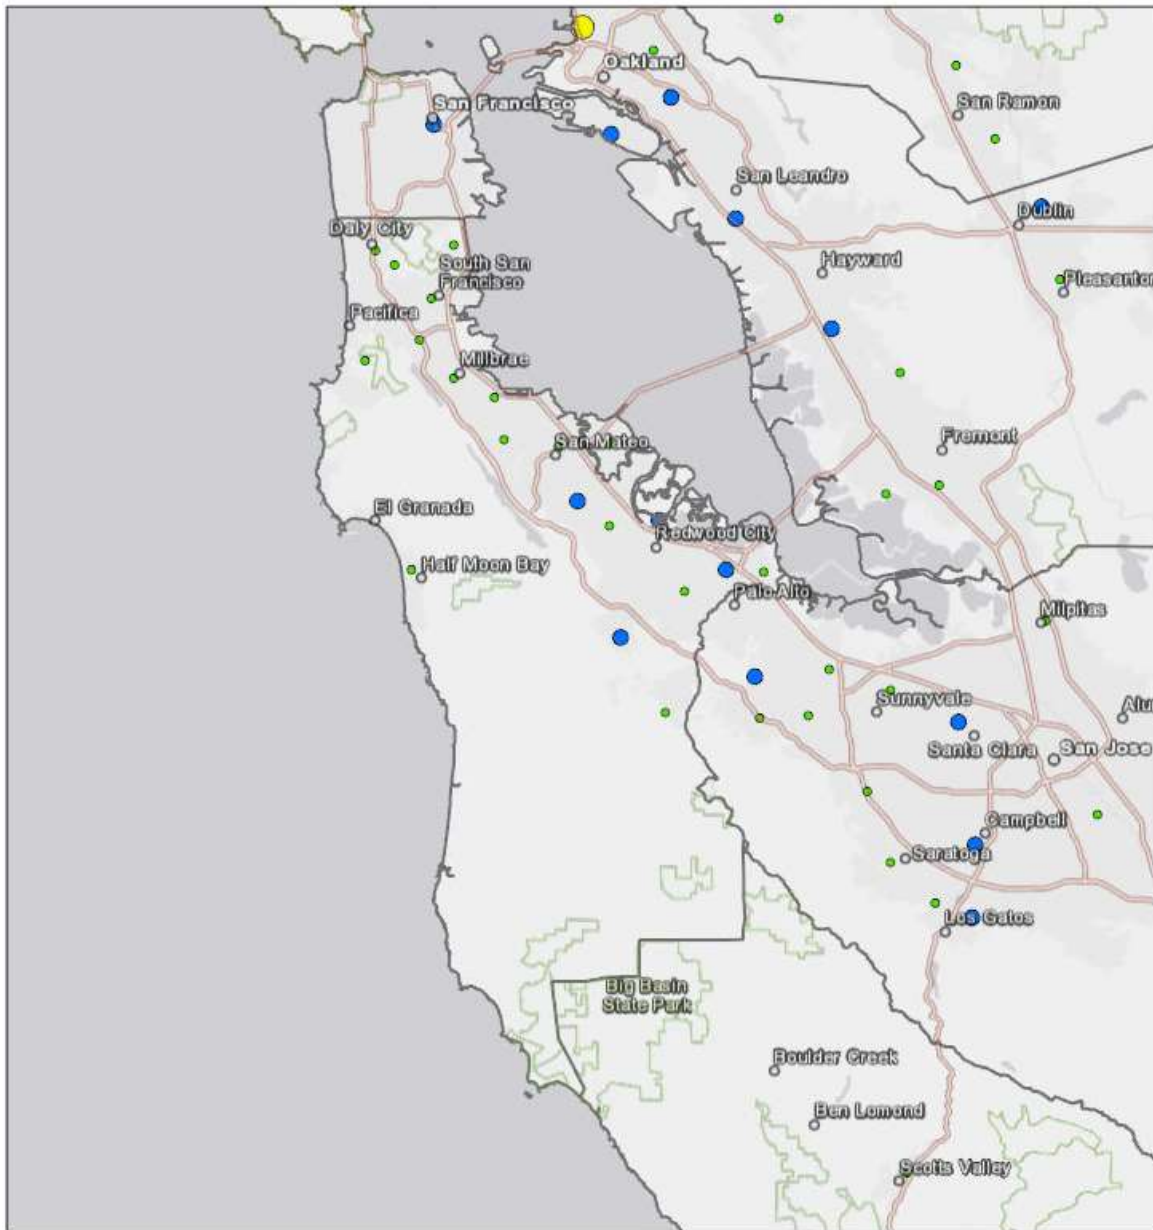 Oakland
San Francisco
San Ramon
San Leandro
Dublin
Daly City
South San
Francisco
Hayward
Pleasanton
Pacifica
Millbrae
Fremont
San Mateo
El Granada
Redwood City
Half Moon Bay
Palo Alto
Milpitas
Sunnyvale
Alu
Santa Clara
San Jose
Campbell
Saratoga
Los Gatos
Big Basin
State Park
Boulder Creek
Ben Lomond
Scotts Valley